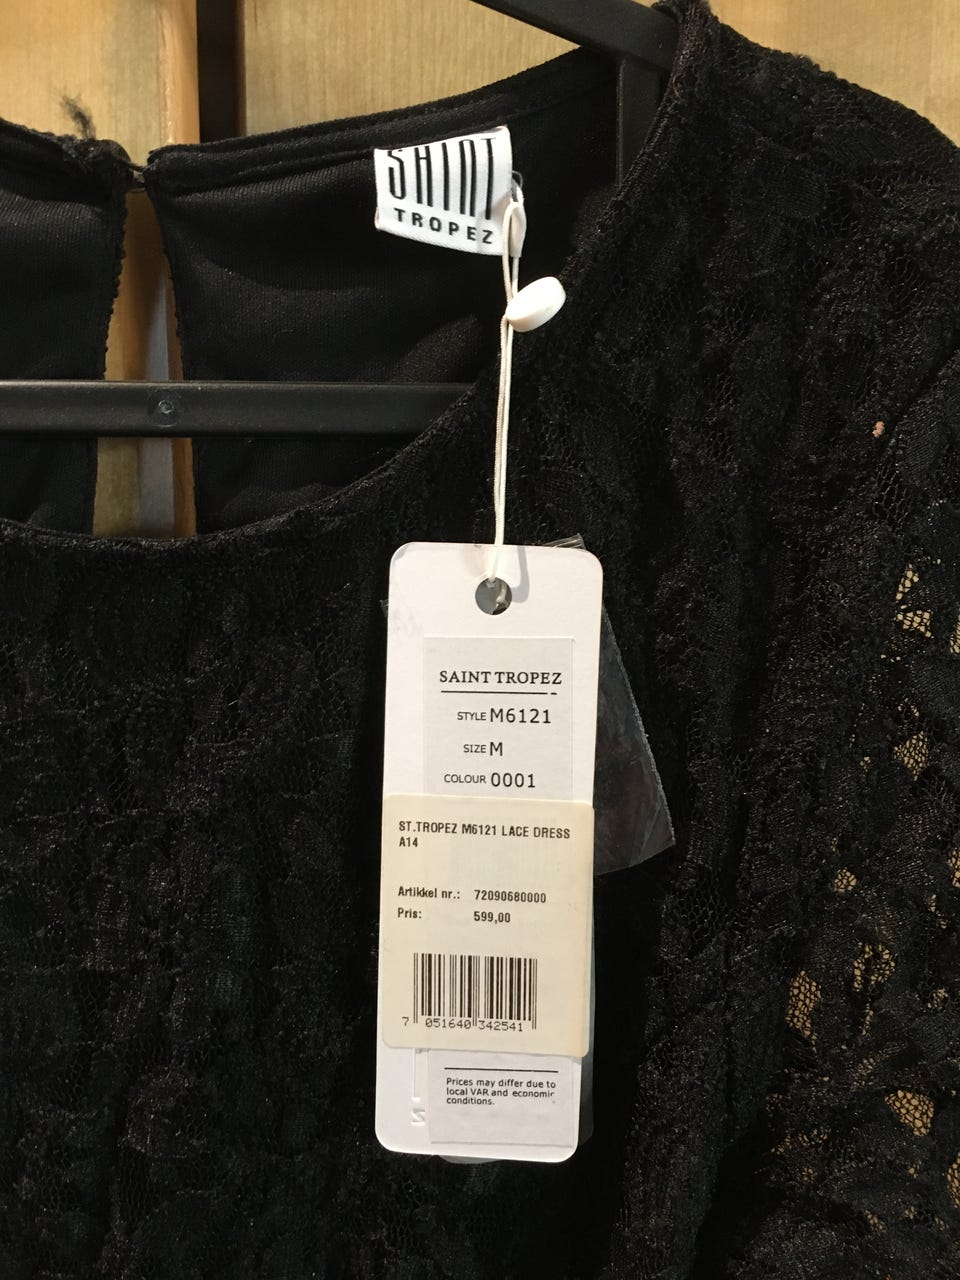 SAINT
TROPEZ
SAINT TROPEZ
STYLE M6121
SIZE M
COLOUR 0001
ST.TROPEZ M6121 LACE DRESS
A14
Artikkel nr.: 72090680000
Pris: 599,00
7 051640 342541
Prices may differ due to
local VAR and economic
conditions.